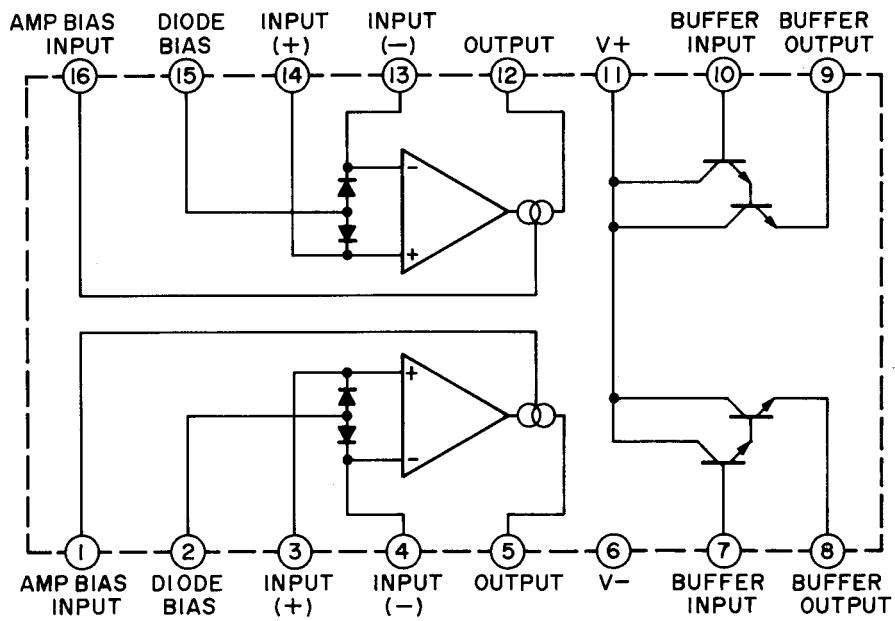 AMP BIAS INPUT
DIODE BIAS
INPUT (+)
INPUT (−)
OUTPUT
V+
BUFFER INPUT
BUFFER OUTPUT
16
15
14
13
12
11
10
9
−
+
+
−
1
2
3
4
5
6
7
8
AMP BIAS INPUT
DIODE BIAS
INPUT (+)
INPUT (−)
OUTPUT
V−
BUFFER INPUT
BUFFER OUTPUT